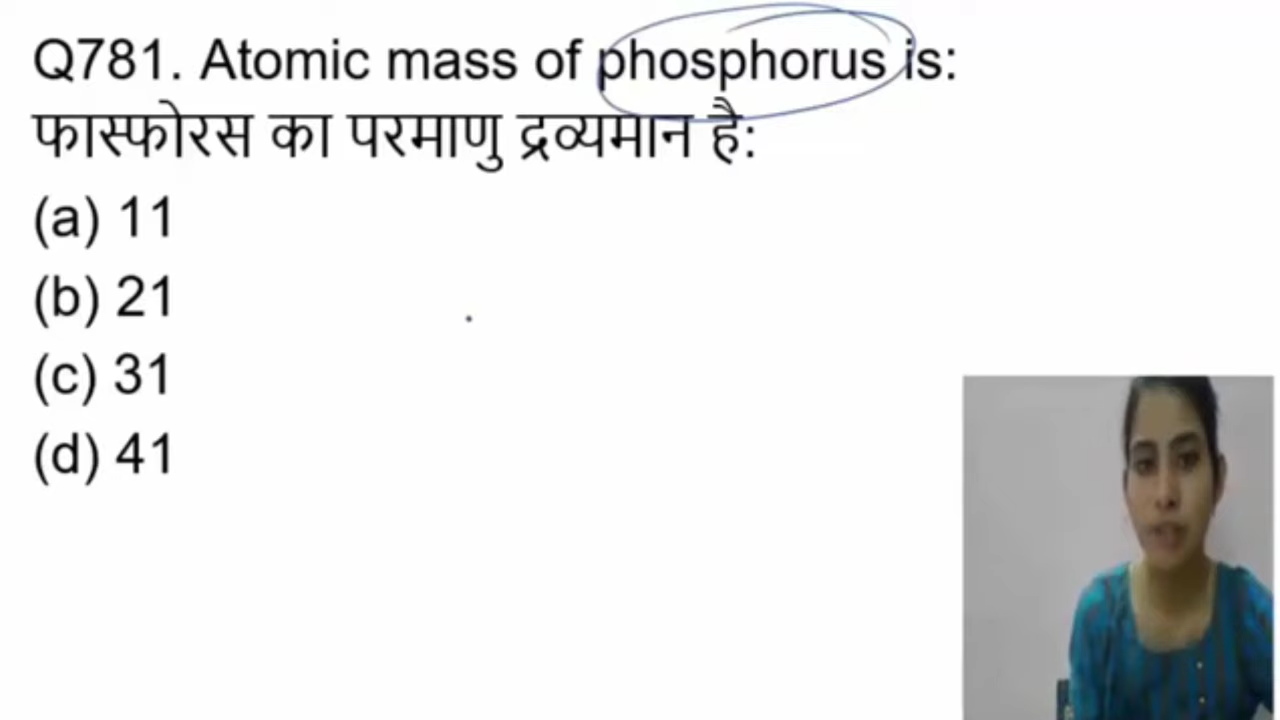 Q781. Atomic mass of phosphorus is:
फास्फोरस का परमाणु द्रव्यमान है:
(a) 11
(b) 21
(c) 31
(d) 41